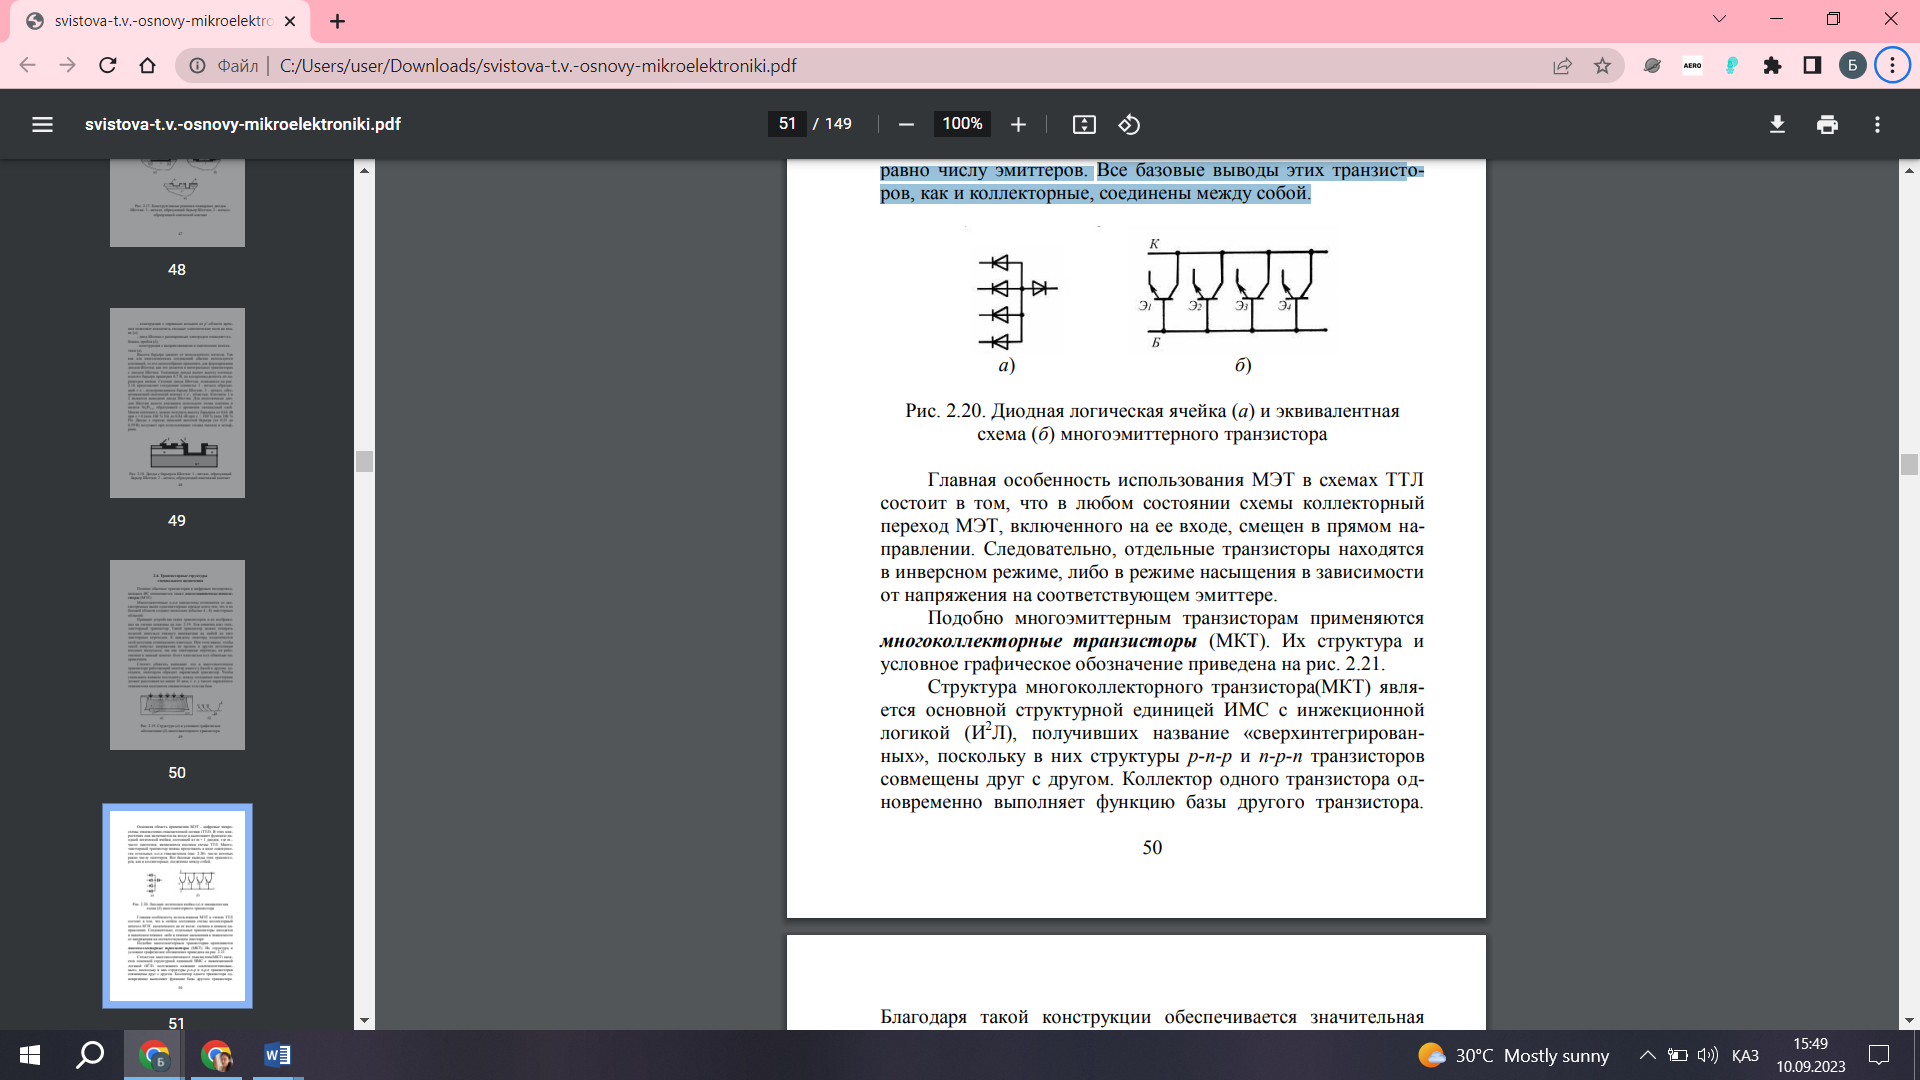 svistova-t.v.-osnovy-mikroelektro
Файл
C:/Users/user/Downloads/svistova-t.v.-osnovy-mikroelektroniki.pdf
AERO
Б
svistova-t.v.-osnovy-mikroelektroniki.pdf
51 / 149
100%
48
49
50
51
равно числу эмиттеров. Все базовые выводы этих транзисто-
ров, как и коллекторные, соединены между собой.
К
Э1 Э2 Э3 Э4
Б
а)
б)
Рис. 2.20. Диодная логическая ячейка (а) и эквивалентная
схема (б) многоэмиттерного транзистора
Главная особенность использования МЭТ в схемах ТТЛ
состоит в том, что в любом состоянии схемы коллекторный
переход МЭТ, включенного на ее входе, смещен в прямом на-
правлении. Следовательно, отдельные транзисторы находятся
в инверсном режиме, либо в режиме насыщения в зависимости
от напряжения на соответствующем эмиттере.
Подобно многоэмиттерным транзисторам применяются
многоколлекторные транзисторы (МКТ). Их структура и
условное графическое обозначение приведена на рис. 2.21.
Структура многоколлекторного транзистора(МКТ) явля-
ется основной структурной единицей ИМС с инжекционной
логикой (И2Л), получивших название «сверхинтегрирован-
ных», поскольку в них структуры p-n-p и n-p-n транзисторов
совмещены друг с другом. Коллектор одного транзистора од-
новременно выполняет функцию базы другого транзистора.
50
Благодаря такой конструкции обеспечивается значительная
Б
30°C Mostly sunny
ҚАЗ
15:49
10.09.2023